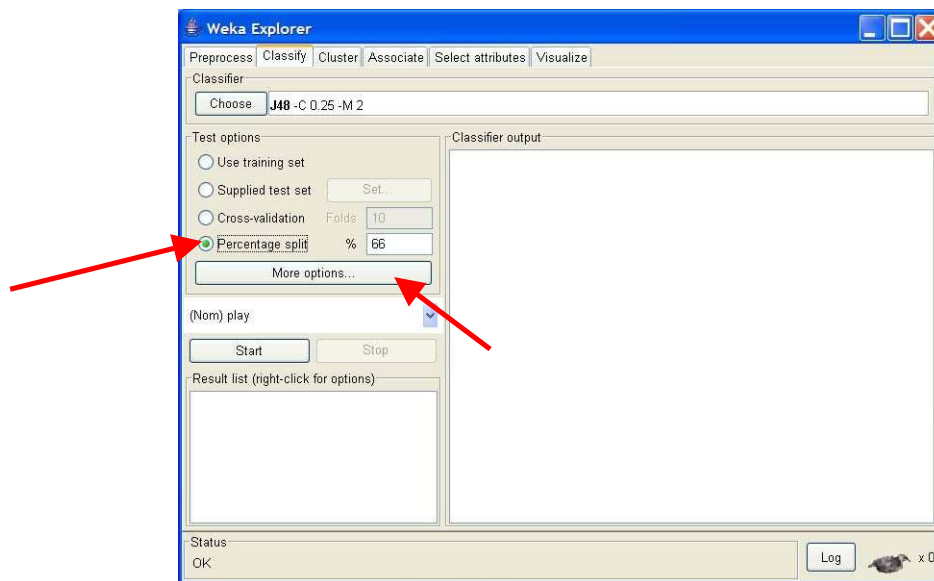 Weka Explorer
Preprocess Classify Cluster Associate Select attributes Visualize
Classifier
Choose J48 -C 0.25 -M 2
Test options
Use training set
Supplied test set Set...
Cross-validation Folds 10
Percentage split % 66
More options...
(Nom) play
Start Stop
Result list (right-click for options)
Classifier output
Status
OK
Log x 0